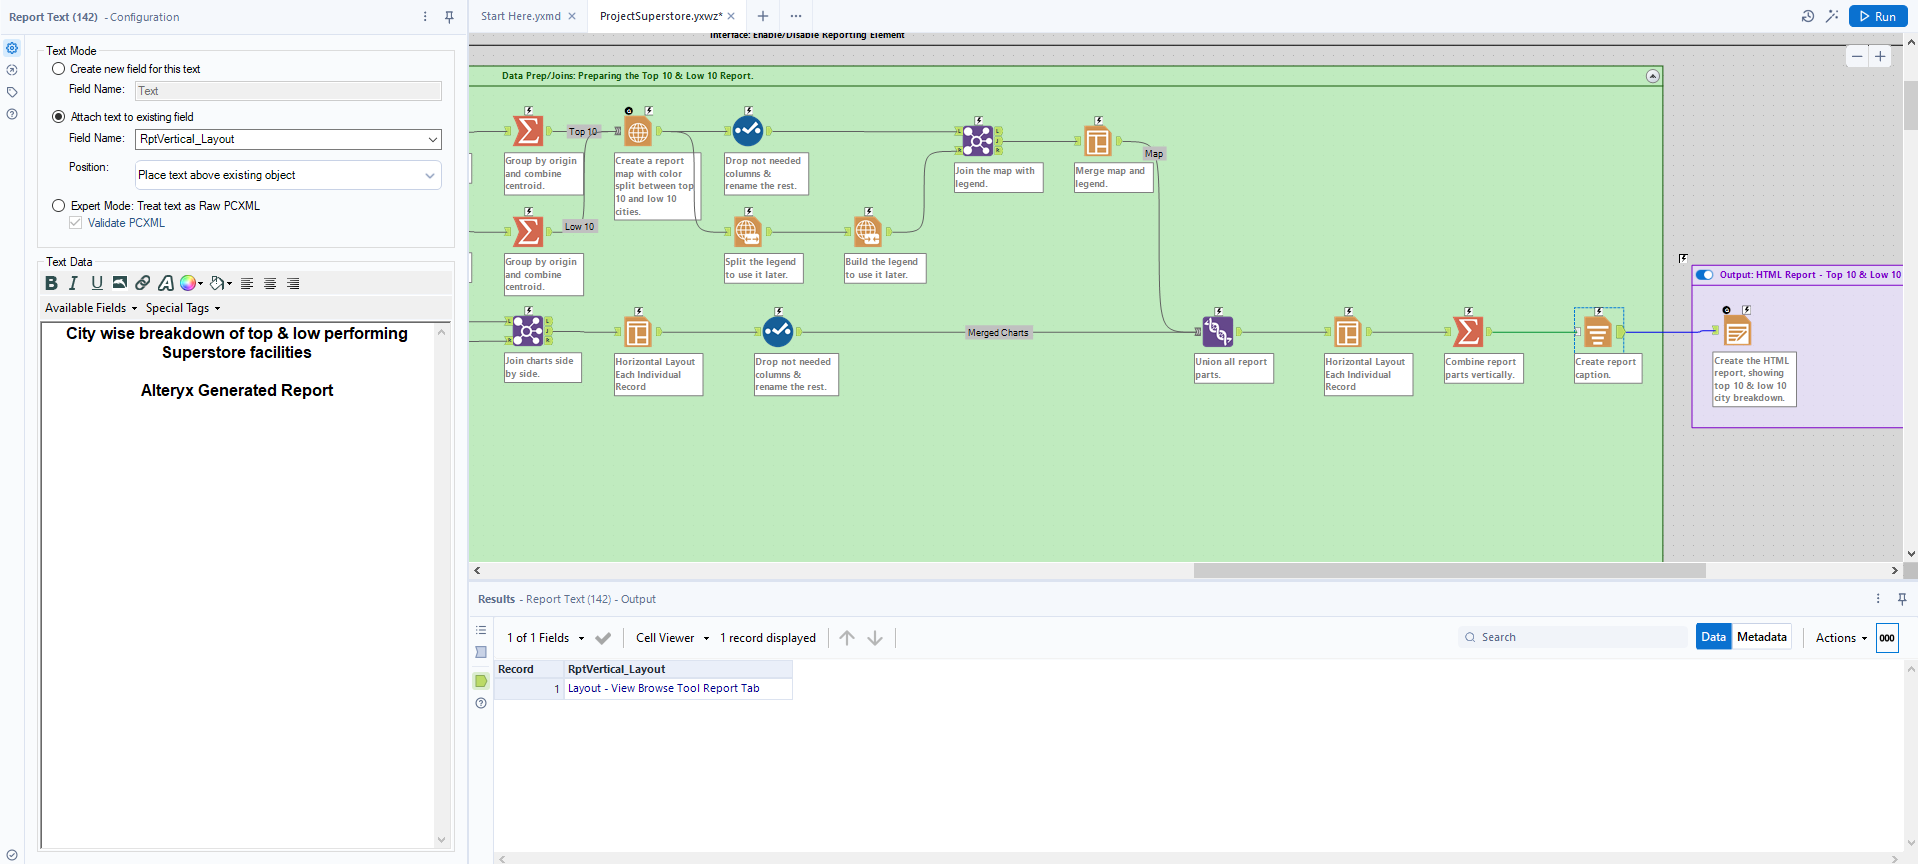 Report Text (142) - Configuration
Text Mode
Create new field for this text
Field Name:
Text
Attach text to existing field
Field Name:
RptVertical_Layout
Position:
Place text above existing object
Expert Mode: Treat text as Raw PCXML
Validate PCXML
Text Data
B I U A
Available Fields
Special Tags
City wise breakdown of top & low performing
Superstore facilities
Alteryx Generated Report
Start Here.yxmd
ProjectSuperstore.yxwz*
Run
Interface: Enable/Disable Reporting Element
Data Prep/Joins: Preparing the Top 10 & Low 10 Report.
Top 10
Group by origin
and combine
centroid.
Create a report
map with color
split between top
10 and low 10
cities.
Drop not needed
columns &
rename the rest.
Join the map with
legend.
Merge map and
legend.
Map
Low 10
Group by origin
and combine
centroid.
Split the legend
to use it later.
Build the legend
to use it later.
Join charts side
by side.
Horizontal Layout
Each Individual
Record
Drop not needed
columns &
rename the rest.
Merged Charts
Union all report
parts.
Horizontal Layout
Each Individual
Record
Combine report
parts vertically.
Create report
caption.
Output: HTML Report - Top 10 & Low 10
Create the HTML
report, showing
top 10 & low 10
city breakdown.
Results - Report Text (142) - Output
1 of 1 Fields
Cell Viewer
1 record displayed
Search
Data
Metadata
Actions
000
Record RptVertical_Layout
1 Layout - View Browse Tool Report Tab